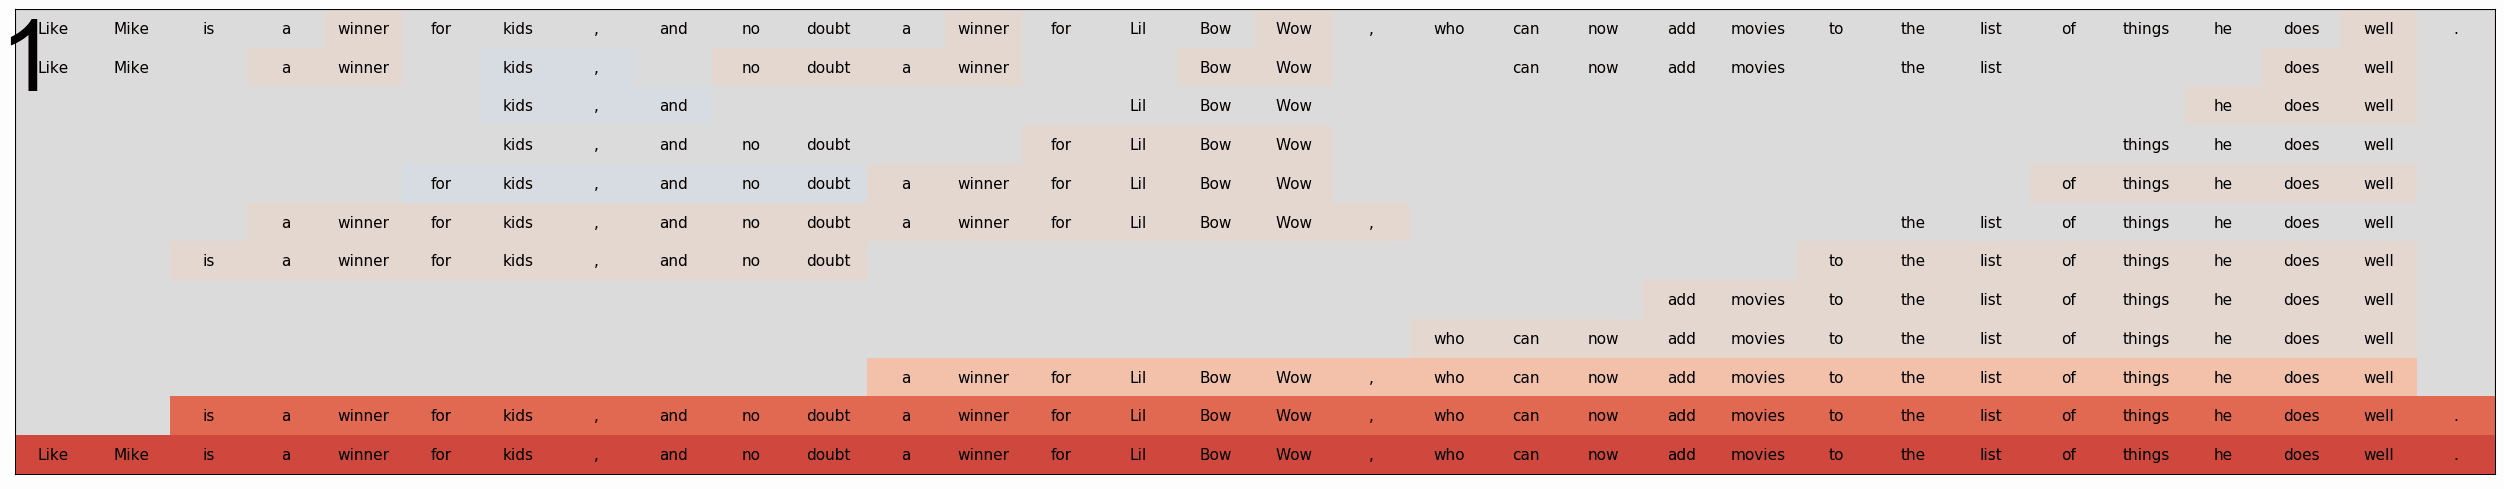 1
Like Mike is a winner for kids , and no doubt a winner for Lil Bow Wow , who can now add movies to the list of things he does well .
Like Mike a winner kids , no doubt a winner Bow Wow can now add movies the list does well
kids , and Lil Bow Wow he does well
kids , and no doubt for Lil Bow Wow things he does well
for kids , and no doubt a winner for Lil Bow Wow of things he does well
a winner for kids , and no doubt a winner for Lil Bow Wow , the list of things he does well
is a winner for kids , and no doubt to the list of things he does well
add movies to the list of things he does well
who can now add movies to the list of things he does well
a winner for Lil Bow Wow , who can now add movies to the list of things he does well
is a winner for kids , and no doubt a winner for Lil Bow Wow , who can now add movies to the list of things he does well .
Like Mike is a winner for kids , and no doubt a winner for Lil Bow Wow , who can now add movies to the list of things he does well .